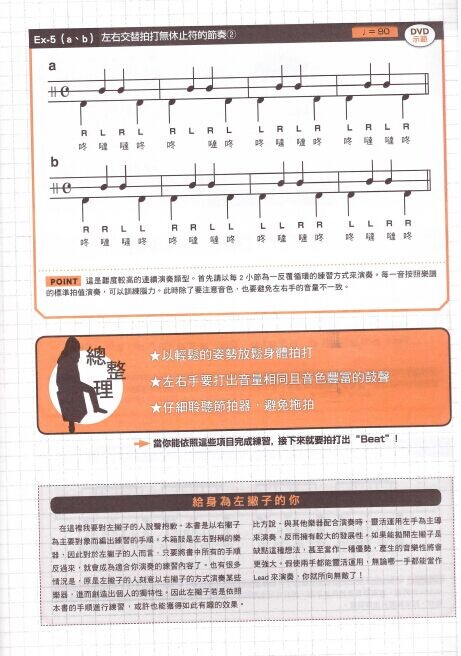 Ex-5（a、b） 左右交替拍打無休止符的節奏② ♩＝90 DVD 示範
a
R L R L R L R L L R L R L R L R
咚 噠 噠 咚 咚 噠 咚 咚 噠 噠 咚 咚 噠 噠 咚
b
咚 噠 噠 咚 咚 噠 咚 咚 噠 噠 咚 咚 噠 噠 咚
POINT 這是難度較高的連續演奏類型。首先請以每 2 小節為一反覆循環的練習方式來演奏。每一音按照樂譜
的標準拍值演奏，可以訓練腦力。此時除了要注意音色，也要避免左右手的音量不一致。
總整理
★以輕鬆的姿勢放鬆身體拍打
★左右手要打出音量相同且音色豐富的鼓聲
★仔細聆聽節拍器，避免拖拍
當你能依照這些項目完成練習, 接下來就要拍打出“Beat”！
給身為左撇子的你
在這裡我要對左撇子的人說聲抱歉。本書是以右撇子
為主要對象而編出練習的手順。木箱鼓是左右對稱的樂
器，因此對於左撇子的人而言，只要將書中所有的手順
反過來，就會成為適合你演奏的練習內容了。也有很多
情況是，原是左撇子的人刻意以右撇子的方式演奏某些
樂器，進而創造出個人的獨特性。因此左撇子若是依照
本書的手順進行練習，或許也能獲得如此有趣的效果。
比方說，與其他樂器配合演奏時，靈活運用左手為主導
來演奏，反而擁有較大的發展性。如果能拋開左撇子是
缺點這種想法，甚至當作一種優勢，產生的音樂性將會
更強大。假使兩手都能靈活運用，無論哪一手都能當作
Lead 來演奏，你就所向無敵了！